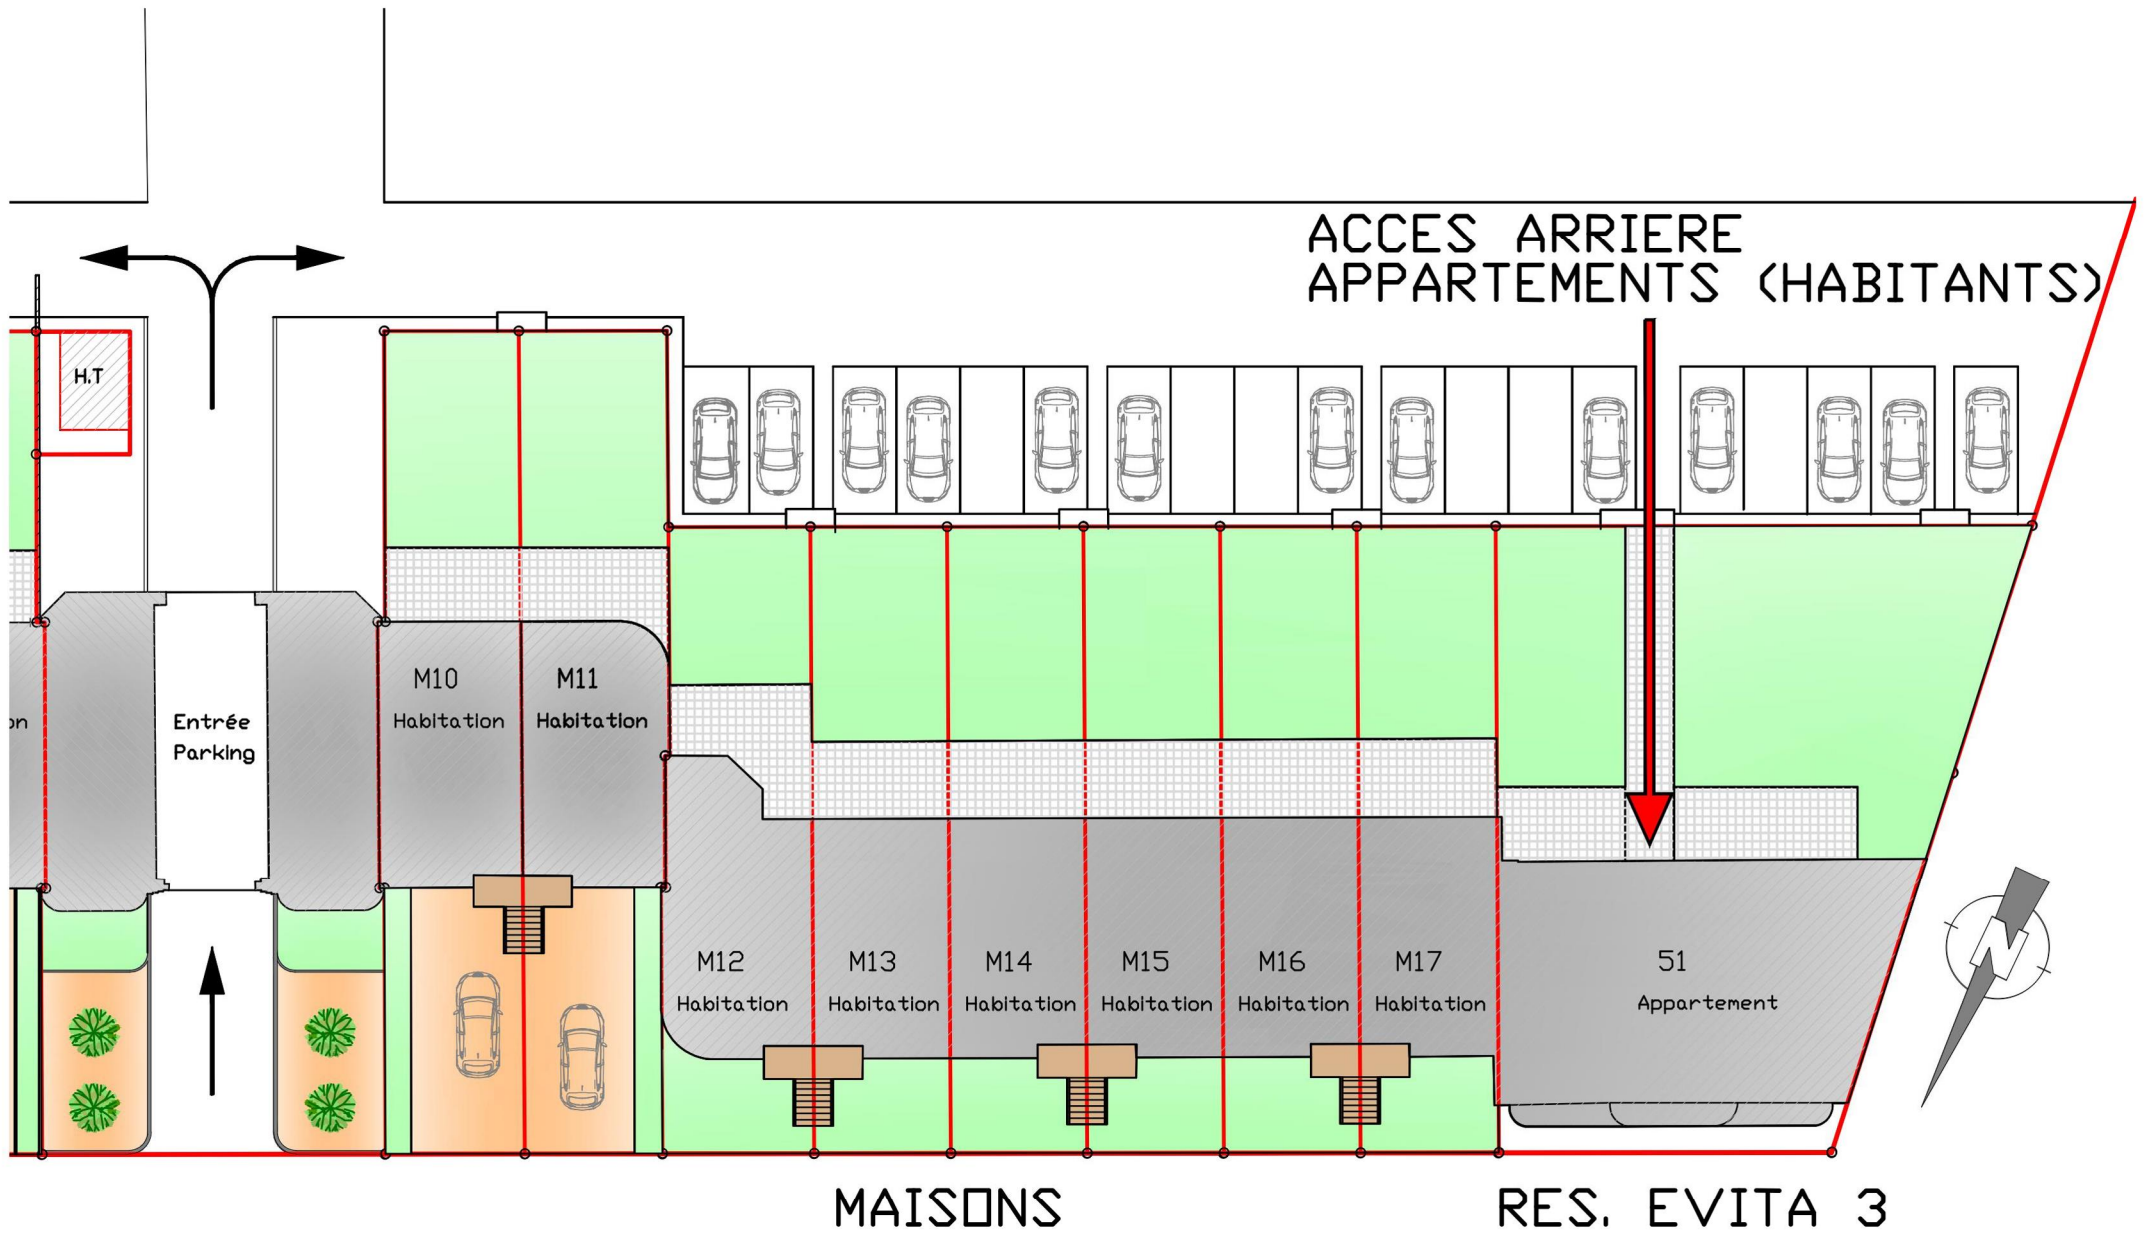 ACCES ARRIERE
APPARTEMENTS (HABITANTS)
H.T
on
Entrée
Parking
M10
Habitation
M11
Habitation
M12
Habitation
M13
Habitation
M14
Habitation
M15
Habitation
M16
Habitation
M17
Habitation
51
Appartement
MAISONS
RES. EVITA 3